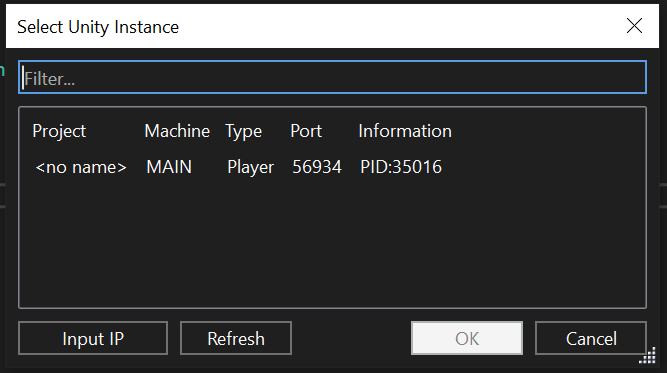 Select Unity Instance
n
Filter...
Project Machine Type Port Information
<no name> MAIN Player 56934 PID:35016
Input IP Refresh OK Cancel